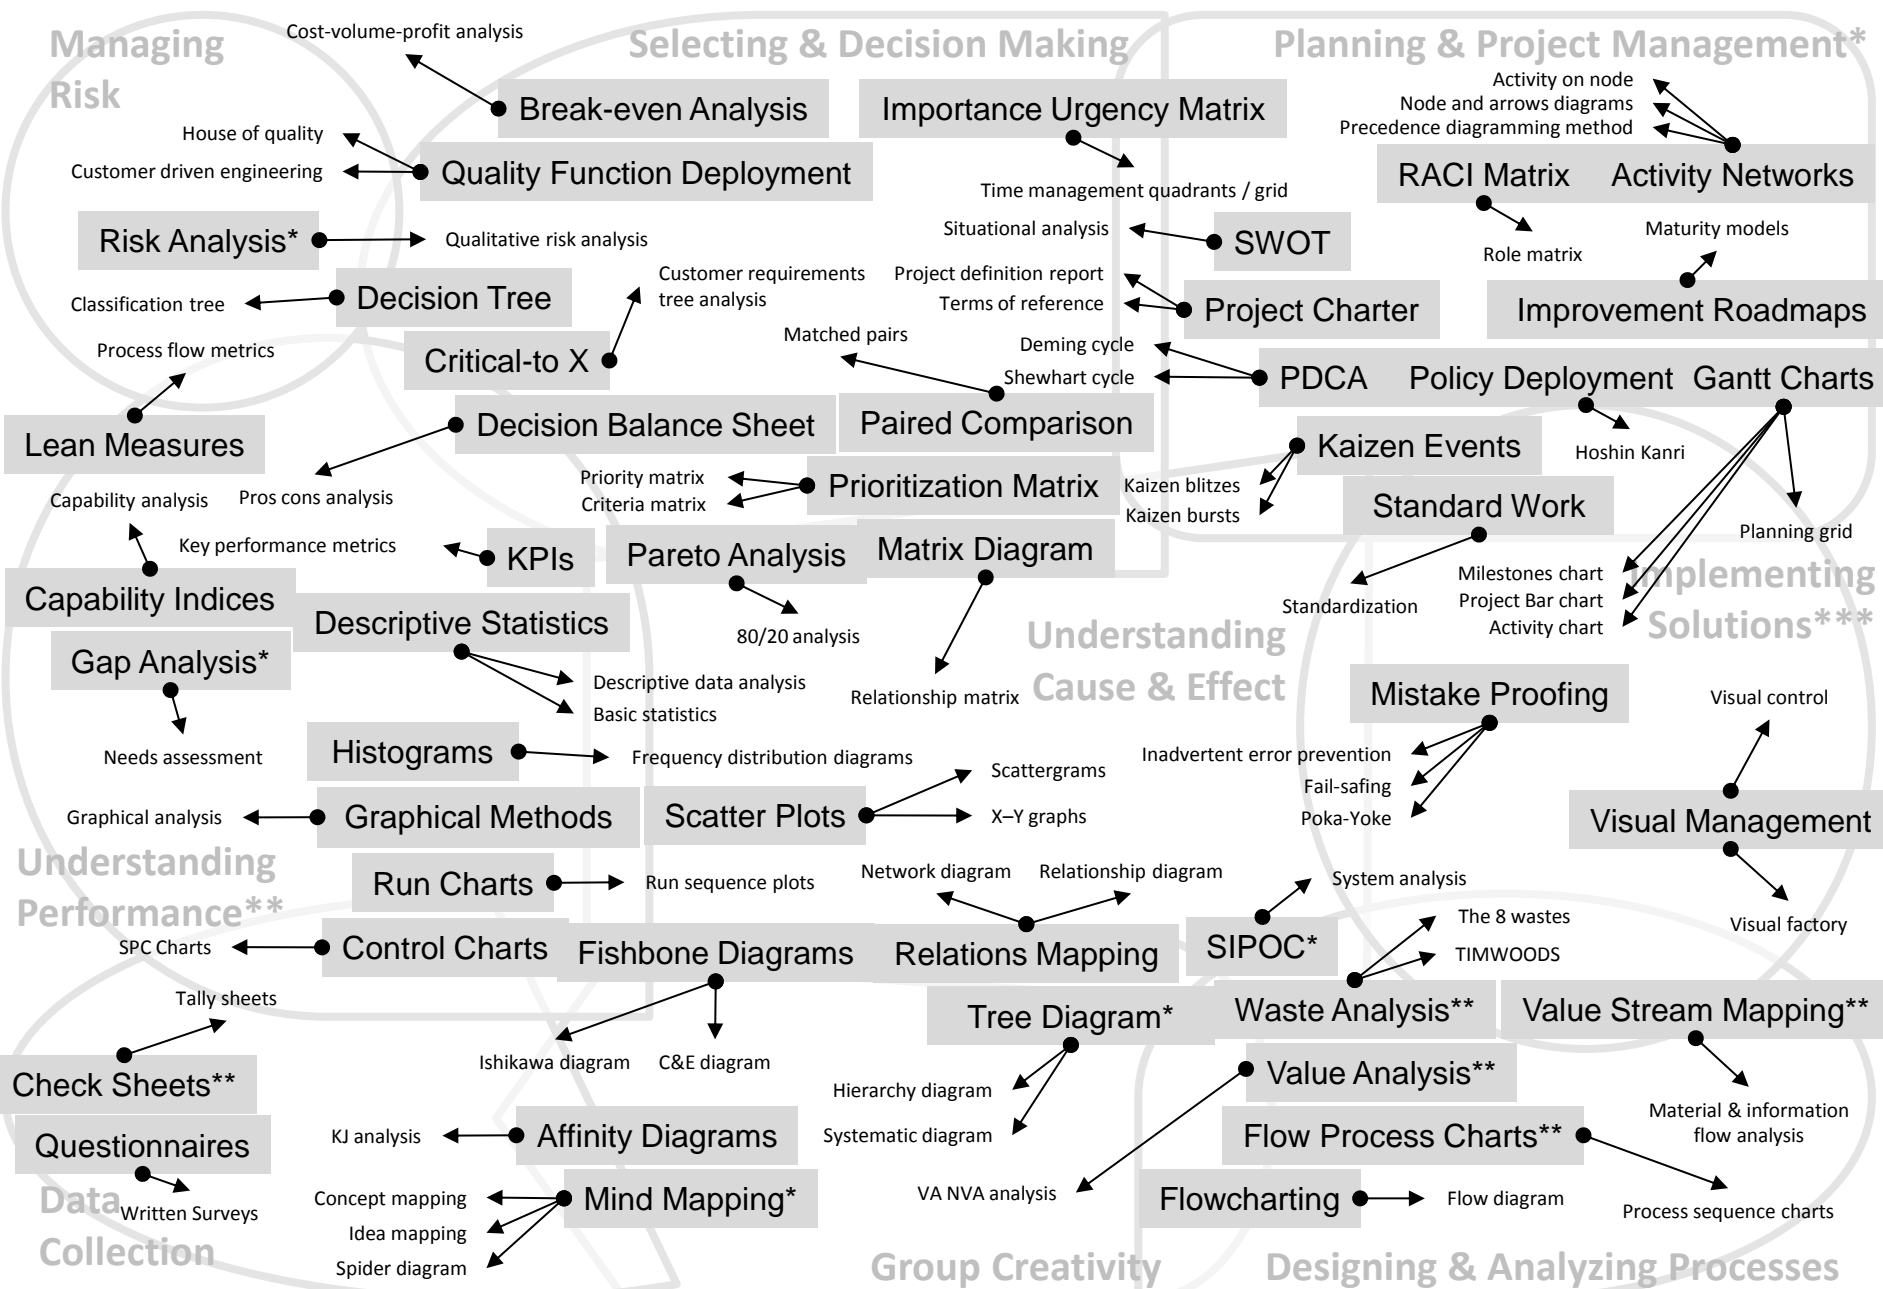 Managing
Risk
Cost-volume-profit analysis
Selecting & Decision Making
Planning & Project Management*
Break-even Analysis
Importance Urgency Matrix
Activity on node
Node and arrows diagrams
Precedence diagramming method
House of quality
Customer driven engineering
Quality Function Deployment
Time management quadrants / grid
RACI Matrix
Activity Networks
Risk Analysis*
Qualitative risk analysis
Situational analysis
SWOT
Role matrix
Maturity models
Classification tree
Decision Tree
Customer requirements
tree analysis
Project definition report
Terms of reference
Project Charter
Improvement Roadmaps
Process flow metrics
Critical-to X
Matched pairs
Deming cycle
Shewhart cycle
PDCA
Policy Deployment
Gantt Charts
Lean Measures
Decision Balance Sheet
Paired Comparison
Kaizen Events
Hoshin Kanri
Capability analysis
Pros cons analysis
Priority matrix
Criteria matrix
Prioritization Matrix
Kaizen blitzes
Kaizen bursts
Standard Work
Planning grid
Key performance metrics
KPIs
Pareto Analysis
Matrix Diagram
Capability Indices
Descriptive Statistics
80/20 analysis
Standardization
Milestones chart
Project Bar chart
Activity chart
Implementing
Solutions***
Gap Analysis*
Descriptive data analysis
Basic statistics
Relationship matrix
Understanding
Cause & Effect
Mistake Proofing
Visual control
Needs assessment
Histograms
Frequency distribution diagrams
Scattergrams
X–Y graphs
Inadvertent error prevention
Fail-safing
Poka-Yoke
Graphical analysis
Graphical Methods
Scatter Plots
Visual Management
Understanding
Performance**
Run Charts
Run sequence plots
Network diagram
Relationship diagram
System analysis
The 8 wastes
TIMWOODS
Visual factory
SPC Charts
Control Charts
Fishbone Diagrams
Relations Mapping
SIPOC*
Tally sheets
Tree Diagram*
Waste Analysis**
Value Stream Mapping**
Check Sheets**
Ishikawa diagram
C&E diagram
Hierarchy diagram
Systematic diagram
Value Analysis**
Material & information
flow analysis
Questionnaires
KJ analysis
Affinity Diagrams
Flow Process Charts**
Data
Collection
Written Surveys
Concept mapping
Idea mapping
Spider diagram
Mind Mapping*
VA NVA analysis
Flowcharting
Flow diagram
Process sequence charts
Group Creativity
Designing & Analyzing Processes